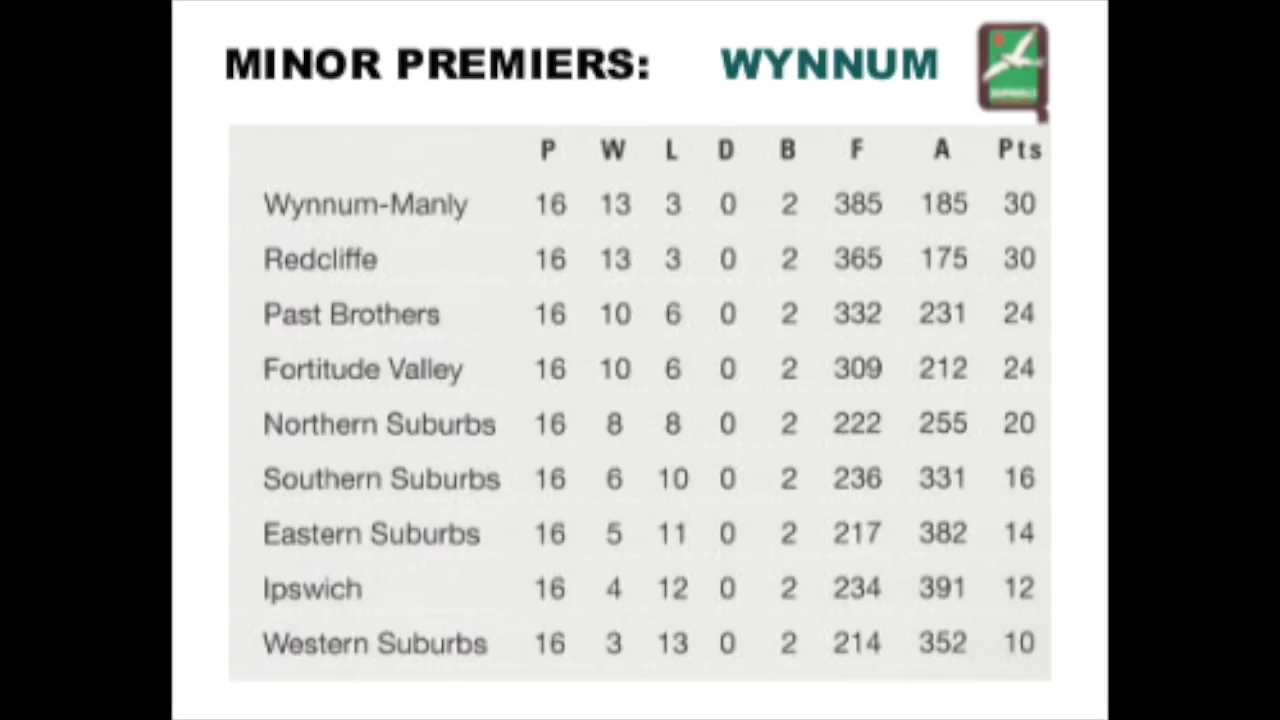 MINOR PREMIERS: WYNNUM
P W L D B F A Pts
Wynnum-Manly 16 13 3 0 2 385 185 30
Redcliffe 16 13 3 0 2 365 175 30
Past Brothers 16 10 6 0 2 332 231 24
Fortitude Valley 16 10 6 0 2 309 212 24
Northern Suburbs 16 8 8 0 2 222 255 20
Southern Suburbs 16 6 10 0 2 236 331 16
Eastern Suburbs 16 5 11 0 2 217 382 14
Ipswich 16 4 12 0 2 234 391 12
Western Suburbs 16 3 13 0 2 214 352 10